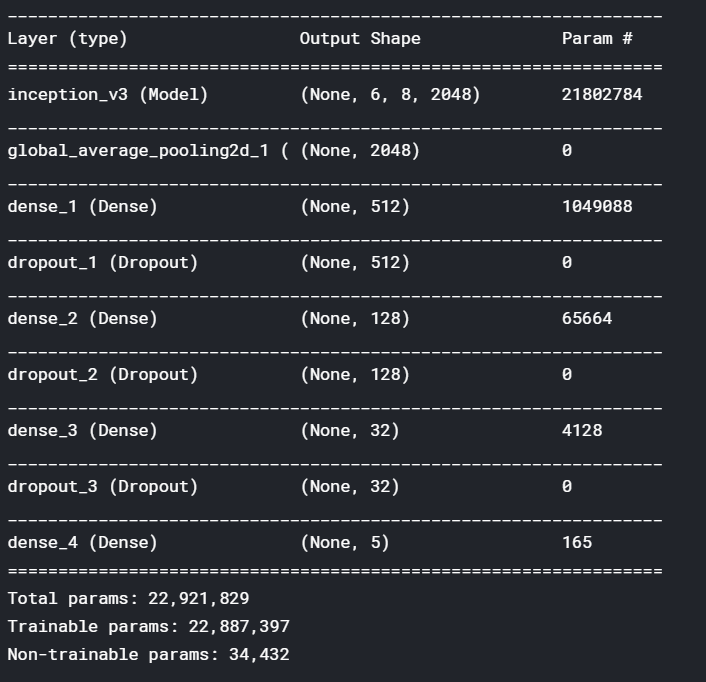 _________________________________________________________________
Layer (type)                 Output Shape              Param #
=================================================================
inception_v3 (Model)         (None, 6, 8, 2048)        21802784
_________________________________________________________________
global_average_pooling2d_1 ( (None, 2048)              0
_________________________________________________________________
dense_1 (Dense)              (None, 512)               1049088
_________________________________________________________________
dropout_1 (Dropout)          (None, 512)               0
_________________________________________________________________
dense_2 (Dense)              (None, 128)               65664
_________________________________________________________________
dropout_2 (Dropout)          (None, 128)               0
_________________________________________________________________
dense_3 (Dense)              (None, 32)                4128
_________________________________________________________________
dropout_3 (Dropout)          (None, 32)                0
_________________________________________________________________
dense_4 (Dense)              (None, 5)                 165
=================================================================
Total params: 22,921,829
Trainable params: 22,887,397
Non-trainable params: 34,432